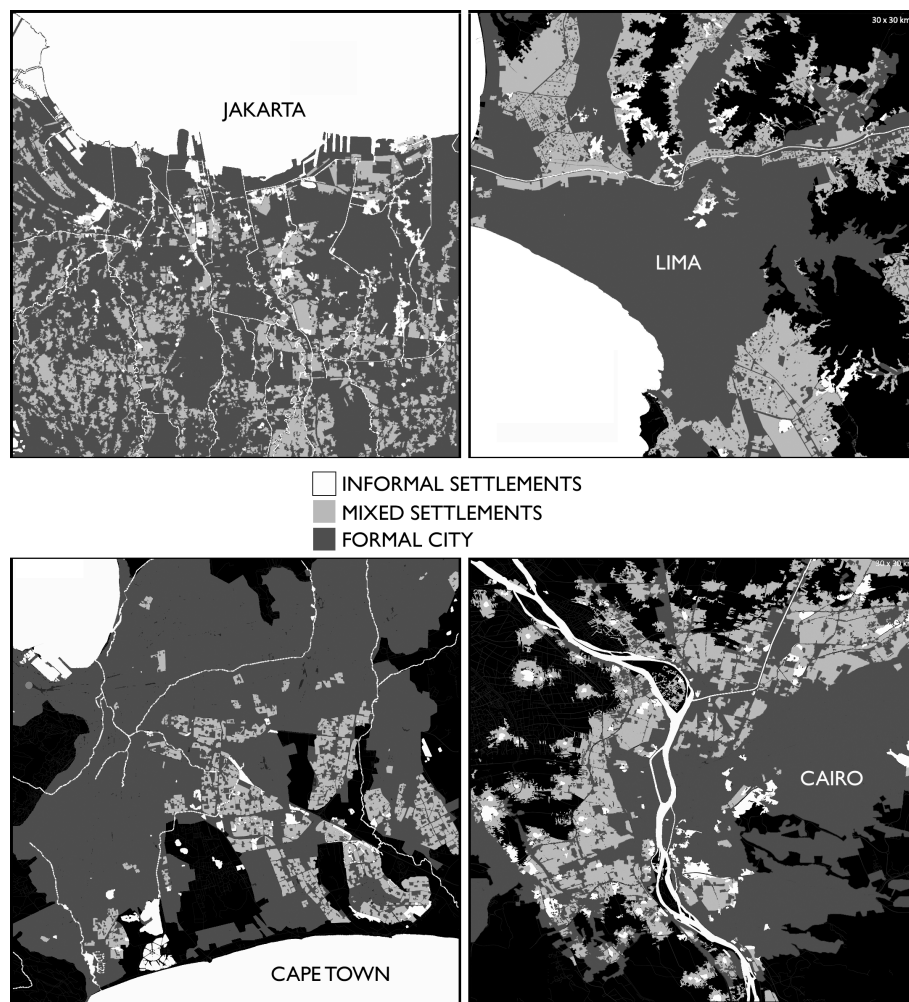 30 x 30 km
JAKARTA
LIMA
INFORMAL SETTLEMENTS
MIXED SETTLEMENTS
FORMAL CITY
30 x 30 km
CAIRO
CAPE TOWN